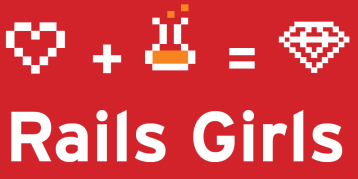 + =
Rails Girls